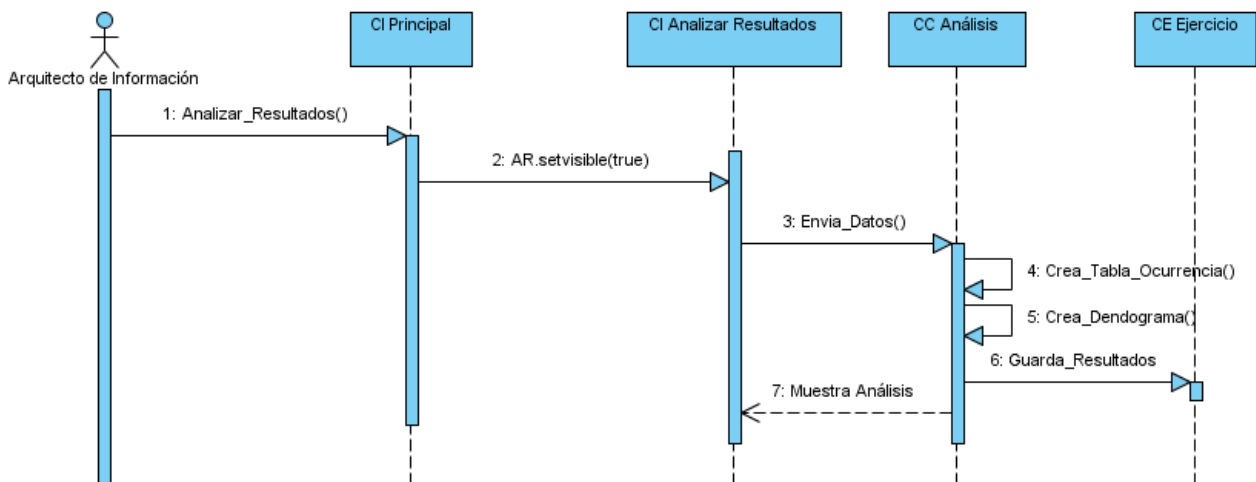 CI Principal
CI Analizar Resultados
CC Análisis
CE Ejercicio
Arquitecto de Información
1: Analizar_Resultados()
2: AR.setvisible(true)
3: Envia_Datos()
4: Crea_Tabla_Ocurrencia()
5: Crea_Dendograma()
6: Guarda_Resultados
7: Muestra Análisis